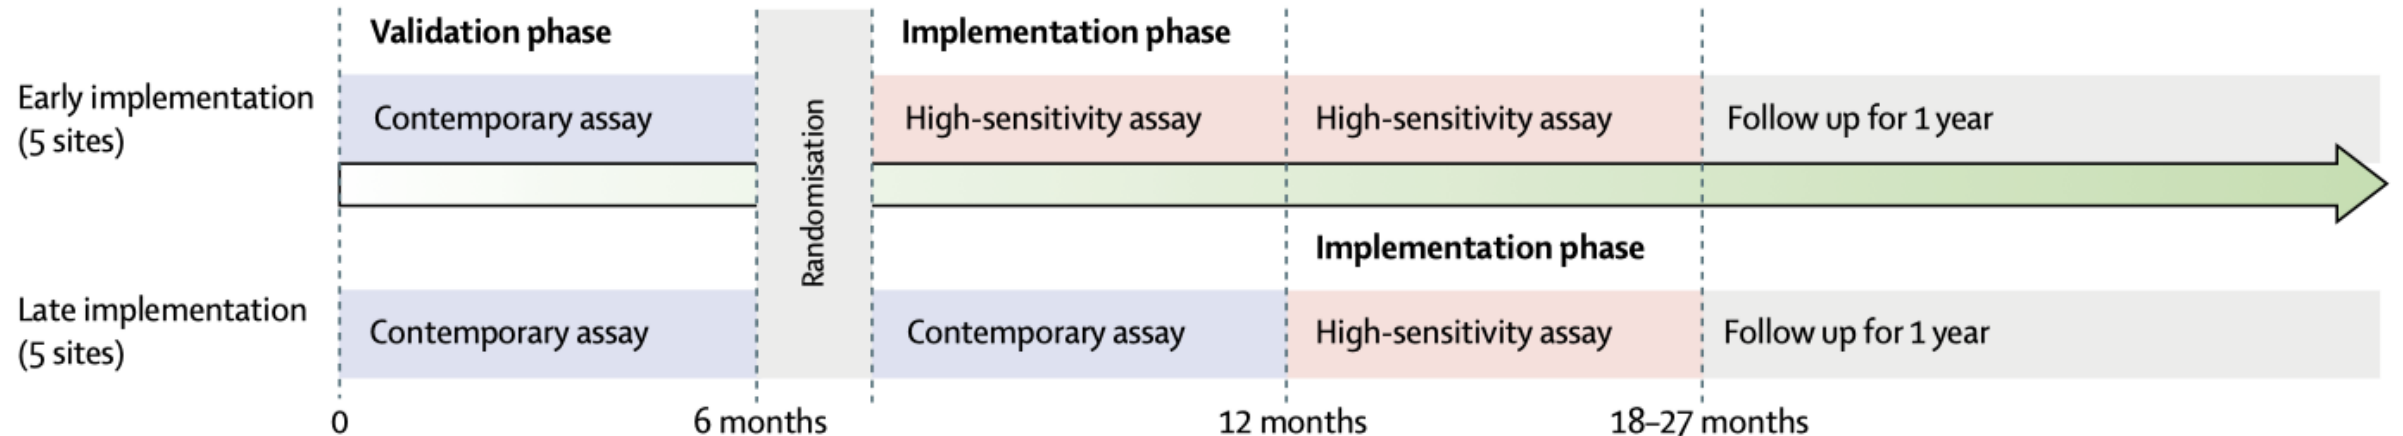 Validation phase
Implementation phase
Early implementation
(5 sites)
Contemporary assay
High-sensitivity assay
High-sensitivity assay
Follow up for 1 year
Randomisation
Implementation phase
Late implementation
(5 sites)
Contemporary assay
Contemporary assay
High-sensitivity assay
Follow up for 1 year
0
6 months
12 months
18–27 months